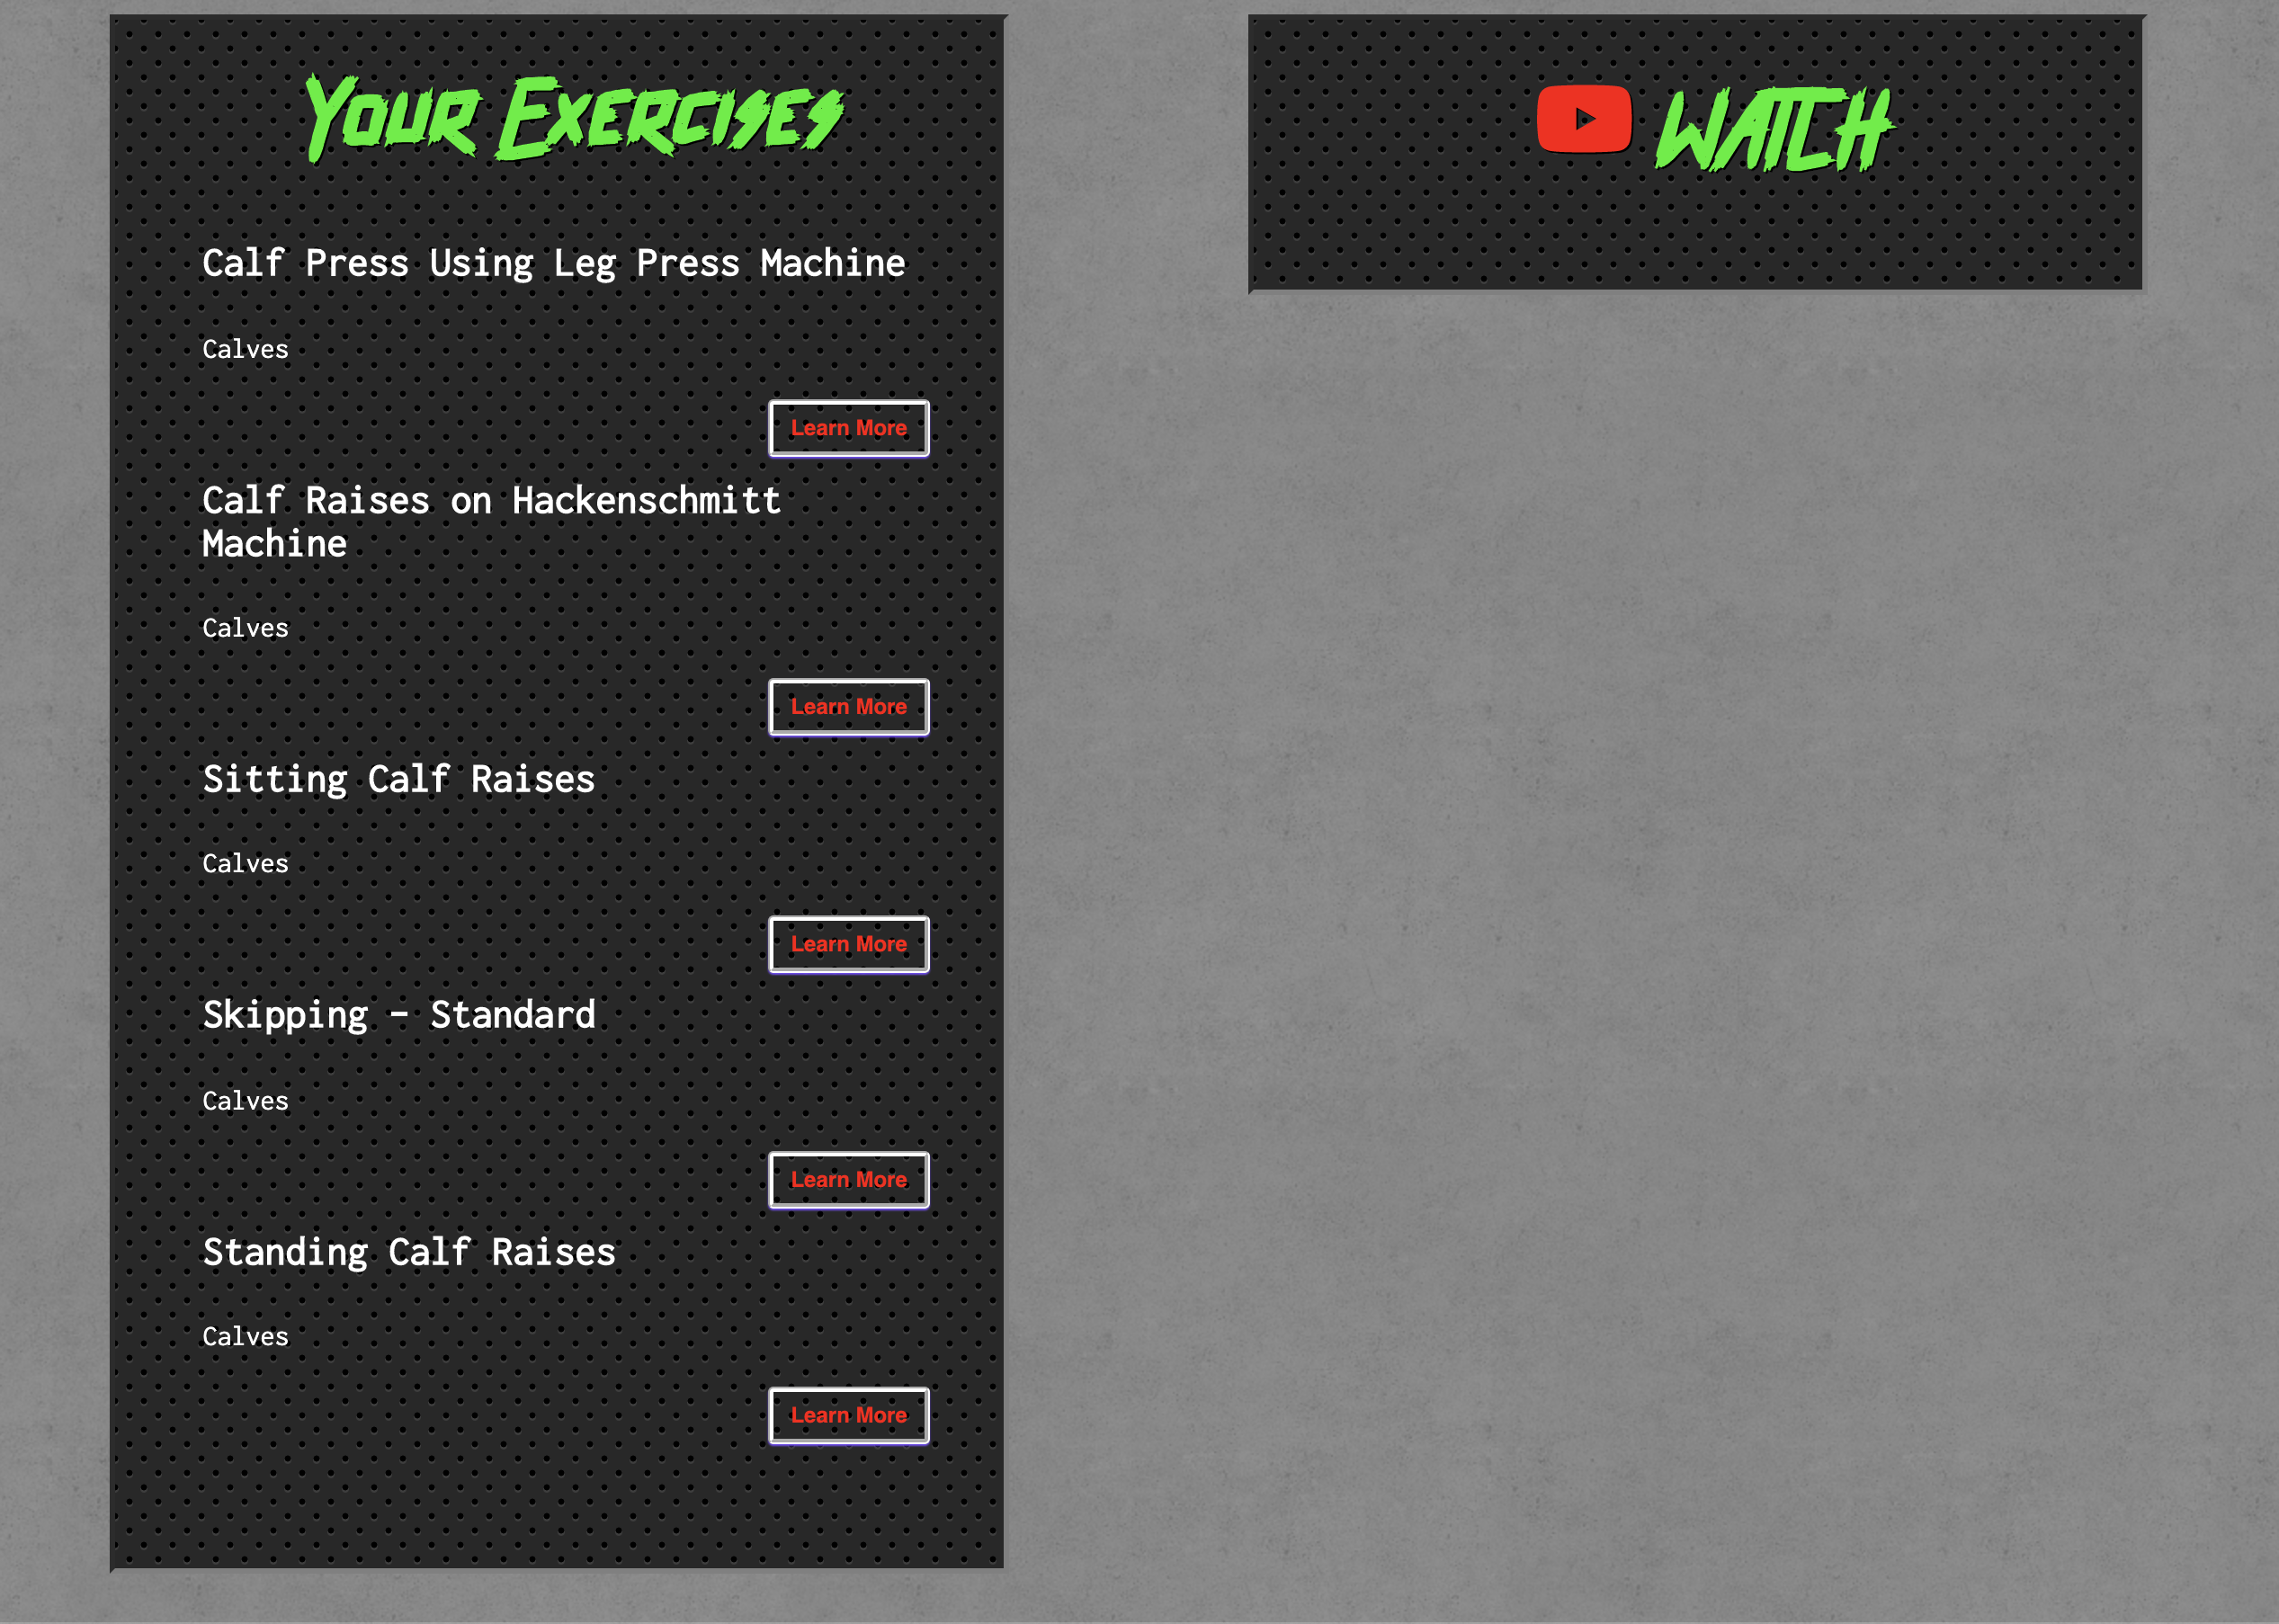 Your Exercises
Calf Press Using Leg Press Machine
Calves
Learn More
Calf Raises on Hackenschmitt
Machine
Calves
Learn More
Sitting Calf Raises
Calves
Learn More
Skipping - Standard
Calves
Learn More
Standing Calf Raises
Calves
Learn More
WATCH